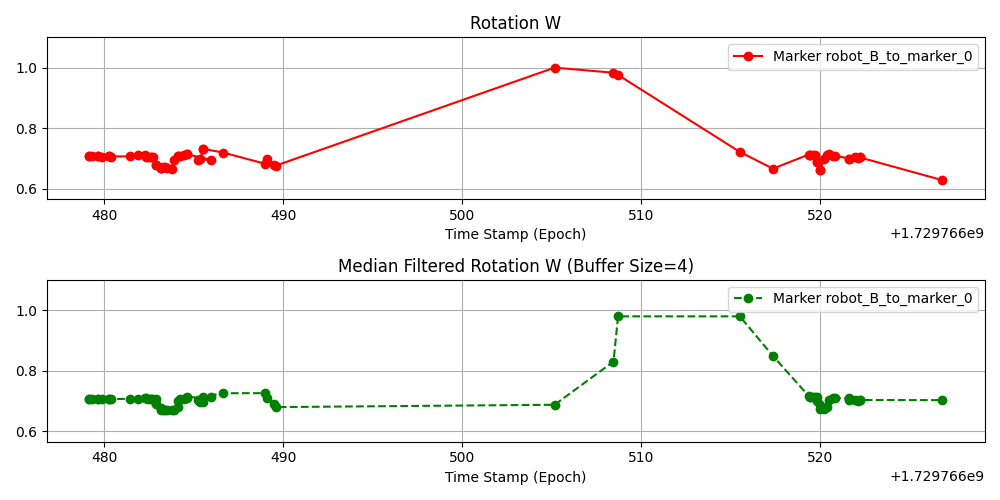 Rotation W
Marker robot_B_to_marker_0
1.0
0.8
0.6
480 490 500 510 520
Time Stamp (Epoch)
+1.729766e9
Median Filtered Rotation W (Buffer Size=4)
Marker robot_B_to_marker_0
1.0
0.8
0.6
480 490 500 510 520
Time Stamp (Epoch)
+1.729766e9